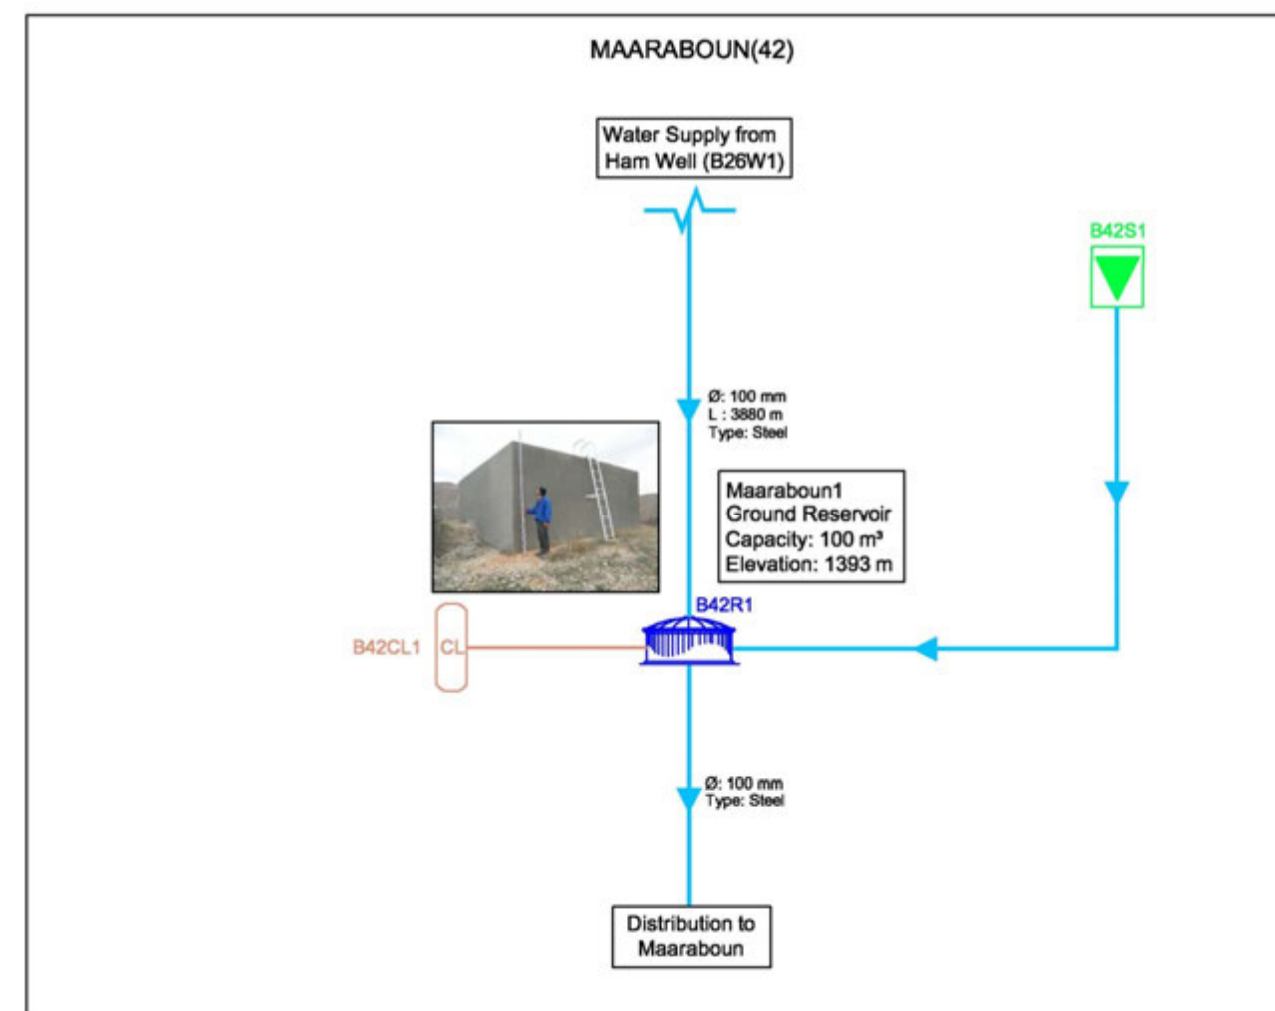 MAARABOUN(42)
Water Supply from
Ham Well (B26W1)
B42S1
Ø: 100 mm
L : 3880 m
Type: Steel
Maaraboun1
Ground Reservoir
Capacity: 100 m³
Elevation: 1393 m
B42R1
B42CL1
CL
Ø: 100 mm
Type: Steel
Distribution to
Maaraboun